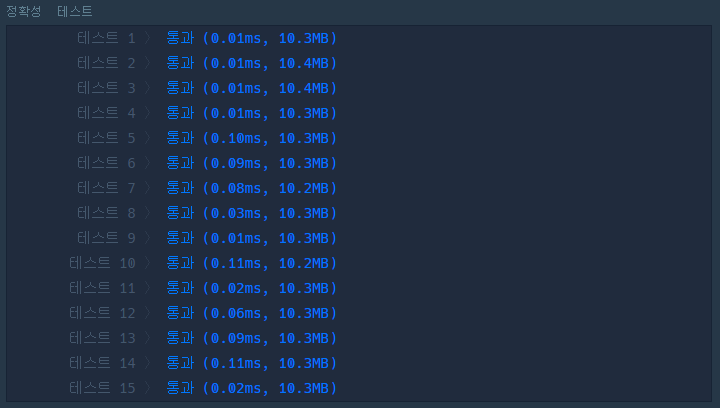 정확성 테스트
테스트 1 〉 통과 (0.01ms, 10.3MB)
테스트 2 〉 통과 (0.01ms, 10.4MB)
테스트 3 〉 통과 (0.01ms, 10.4MB)
테스트 4 〉 통과 (0.01ms, 10.3MB)
테스트 5 〉 통과 (0.10ms, 10.3MB)
테스트 6 〉 통과 (0.09ms, 10.3MB)
테스트 7 〉 통과 (0.08ms, 10.2MB)
테스트 8 〉 통과 (0.03ms, 10.3MB)
테스트 9 〉 통과 (0.01ms, 10.3MB)
테스트 10 〉 통과 (0.11ms, 10.2MB)
테스트 11 〉 통과 (0.02ms, 10.3MB)
테스트 12 〉 통과 (0.06ms, 10.3MB)
테스트 13 〉 통과 (0.09ms, 10.3MB)
테스트 14 〉 통과 (0.11ms, 10.3MB)
테스트 15 〉 통과 (0.02ms, 10.3MB)